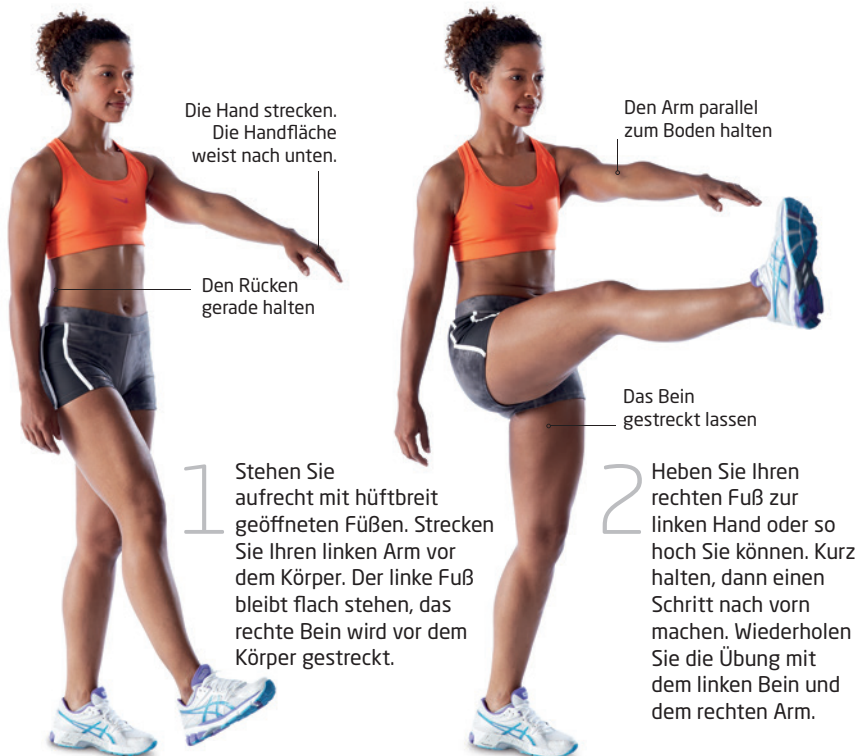 Die Hand strecken.
Die Handfläche
weist nach unten.
Den Rücken
gerade halten
1
Stehen Sie
aufrecht mit hüftbreit
geöffneten Füßen. Strecken
Sie Ihren linken Arm vor
dem Körper. Der linke Fuß
bleibt flach stehen, das
rechte Bein wird vor dem
Körper gestreckt.
Den Arm parallel
zum Boden halten
Das Bein
gestreckt lassen
2
Heben Sie Ihren
rechten Fuß zur
linken Hand oder so
hoch Sie können. Kurz
halten, dann einen
Schritt nach vorn
machen. Wiederholen
Sie die Übung mit
dem linken Bein und
dem rechten Arm.